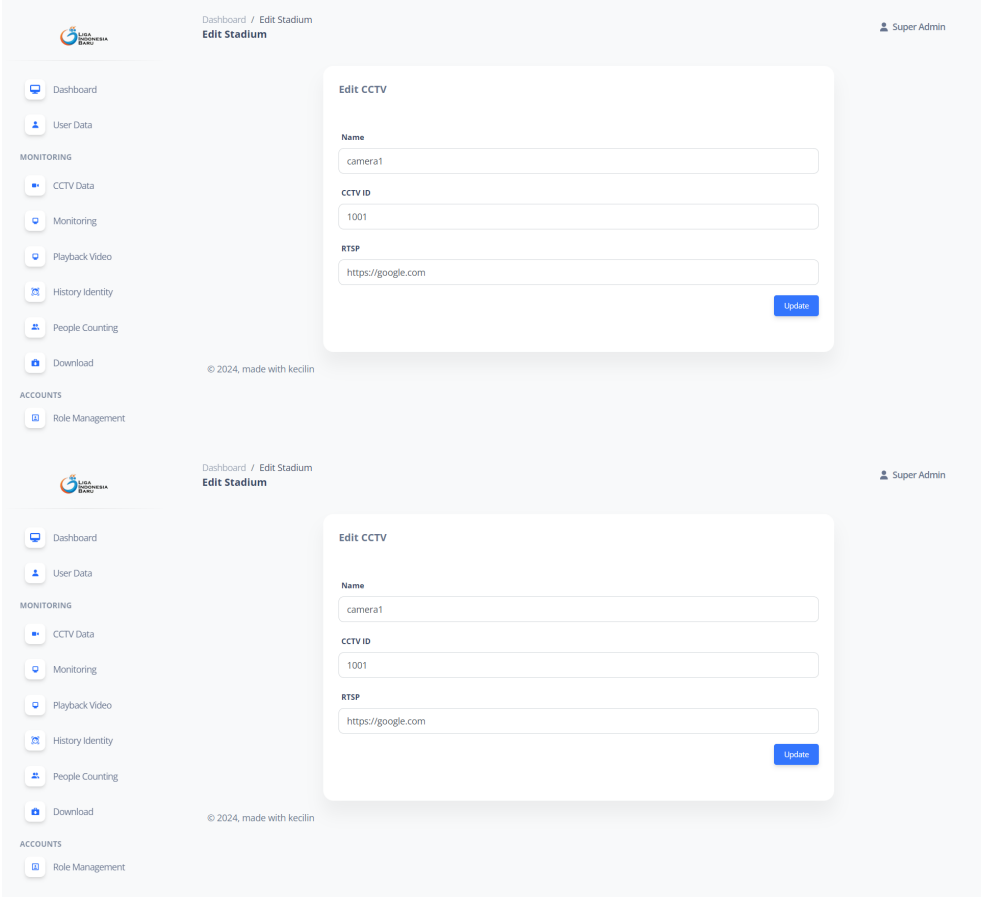 LIGA
INDONESIA
BARU
Dashboard / Edit Stadium
Edit Stadium
Super Admin
Dashboard
User Data
MONITORING
CCTV Data
Monitoring
Playback Video
History Identity
People Counting
Download
ACCOUNTS
Role Management
Edit CCTV
Name
camera1
CCTV ID
1001
RTSP
https://google.com
Update
© 2024, made with kecilin
LIGA
INDONESIA
BARU
Dashboard / Edit Stadium
Edit Stadium
Super Admin
Dashboard
User Data
MONITORING
CCTV Data
Monitoring
Playback Video
History Identity
People Counting
Download
ACCOUNTS
Role Management
Edit CCTV
Name
camera1
CCTV ID
1001
RTSP
https://google.com
Update
© 2024, made with kecilin